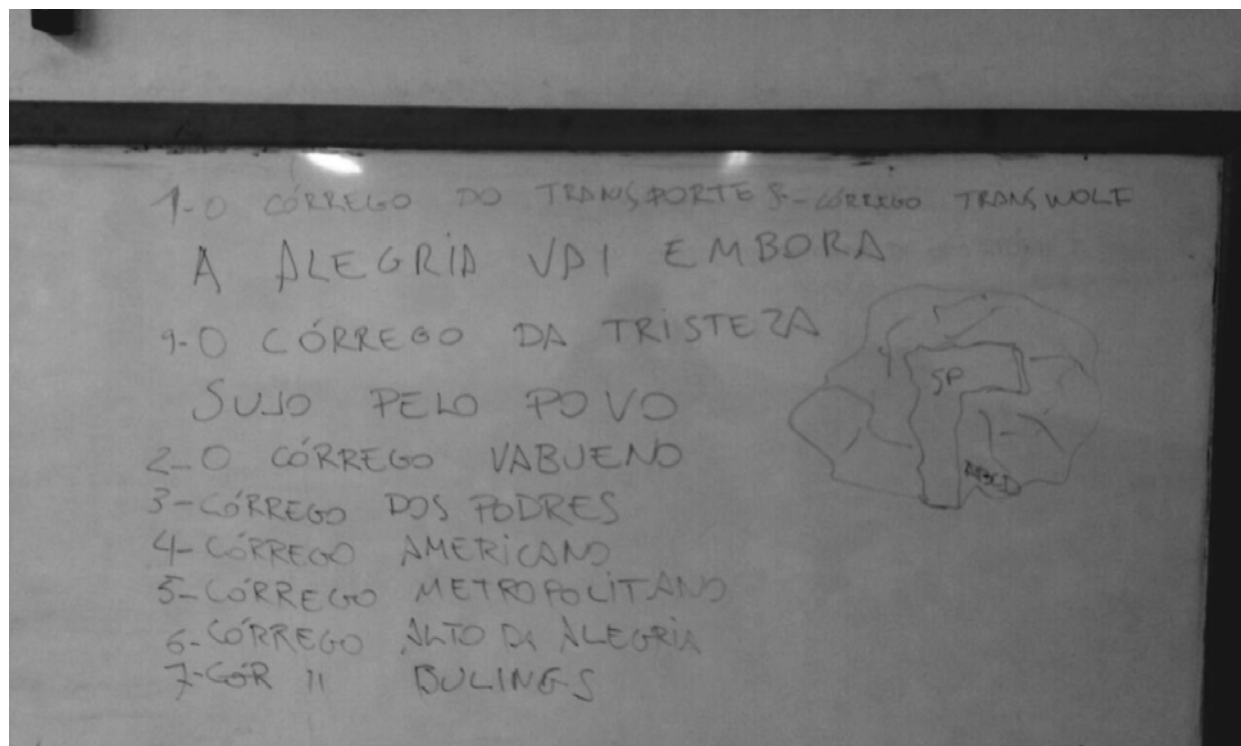 1-O CÓRREGO DO TRANSPORTE 8-CÓRREGO TRANSWOLF
A ALEGRIA VAI EMBORA
9-O CÓRREGO DA TRISTEZA
SUJO PELO POVO
2-O CÓRREGO VABUENO
3-CÓRREGO DOS PODRES
4-CÓRREGO AMERICANO
5-CÓRREGO METROPOLITANO
6-CÓRREGO ALTO DA ALEGRIA
7-CÓR 11 BULINGS
SP
ABCD